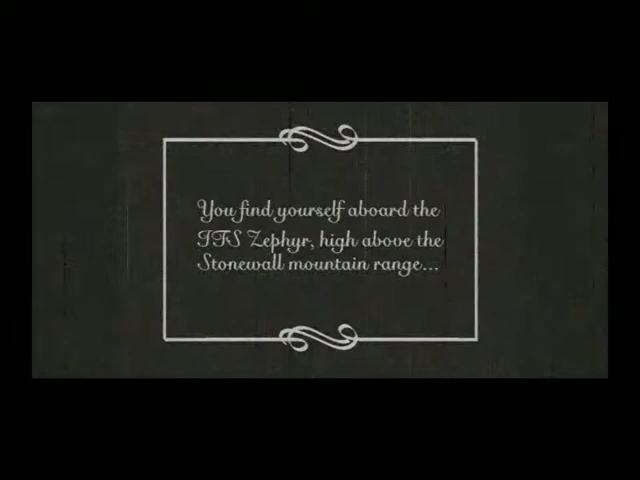 You find yourself aboard the
IFS Zephyr, high above the
Stonewall mountain range...